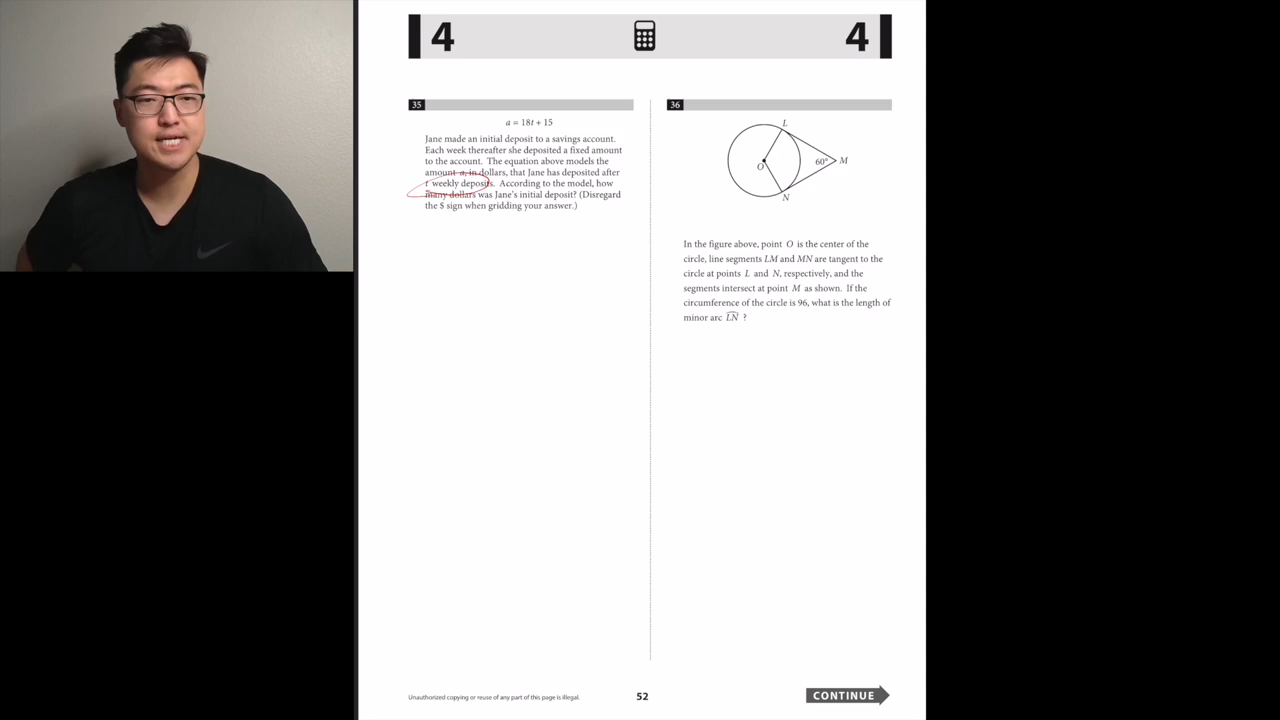 4
4
35
a = 18t + 15
Jane made an initial deposit to a savings account.
Each week thereafter she deposited a fixed amount
to the account. The equation above models the
amount a, in dollars, that Jane has deposited after
t weekly deposits. According to the model, how
many dollars was Jane's initial deposit? (Disregard
the $ sign when gridding your answer.)
36
L
O
60°
M
N
In the figure above, point O is the center of the
circle, line segments LM and MN are tangent to the
circle at points L and N, respectively, and the
segments intersect at point M as shown. If the
circumference of the circle is 96, what is the length of
minor arc LN ?
Unauthorized copying or reuse of any part of this page is illegal.
52
CONTINUE